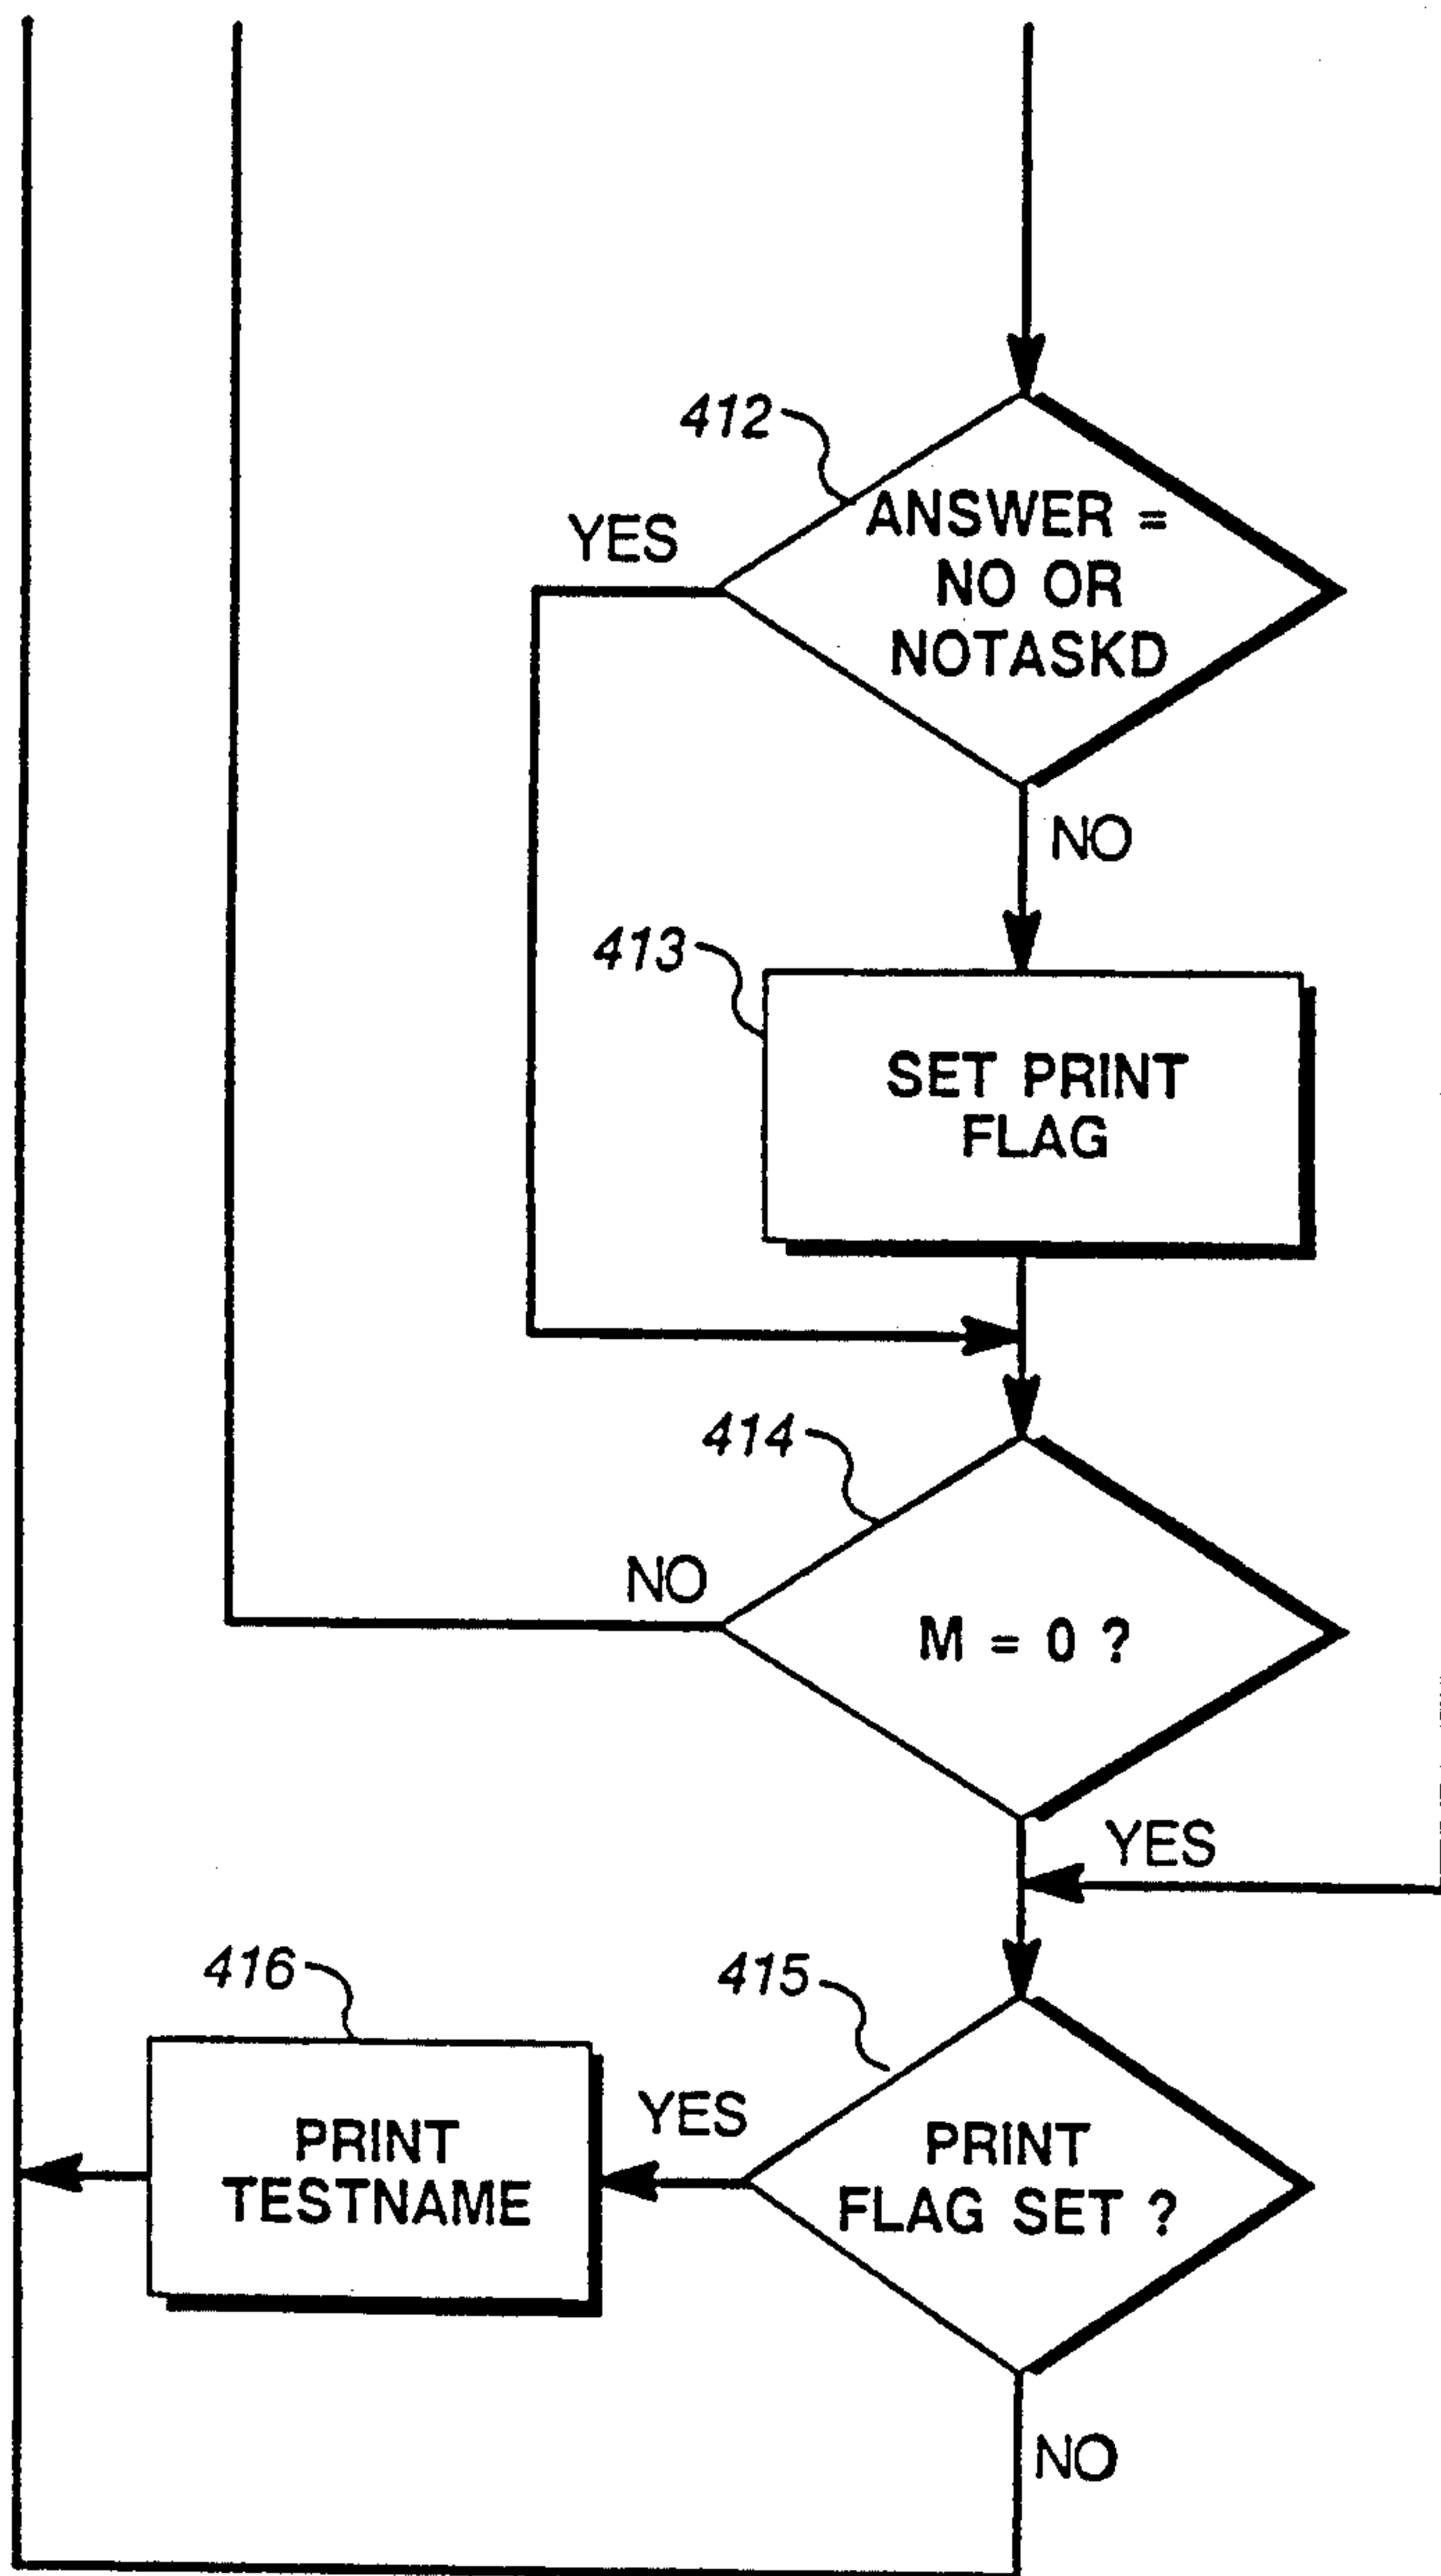 412
ANSWER =
NO OR
NOTASKD
YES
NO
413
SET PRINT
FLAG
414
NO
M = 0 ?
YES
416
415
PRINT
TESTNAME
YES
PRINT
FLAG SET ?
NO